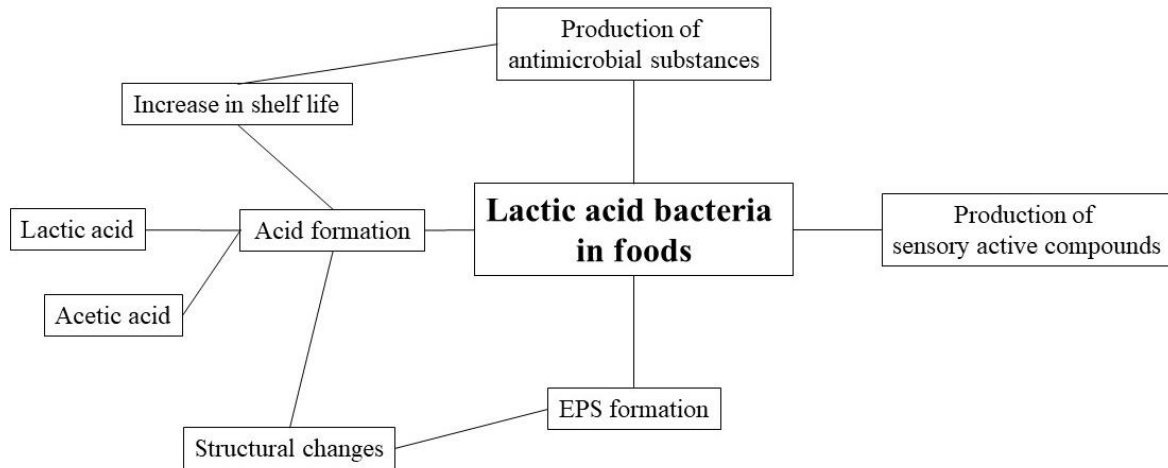 Production of
antimicrobial substances
Increase in shelf life
Lactic acid bacteria
in foods
Production of
sensory active compounds
Lactic acid
Acid formation
Acetic acid
EPS formation
Structural changes